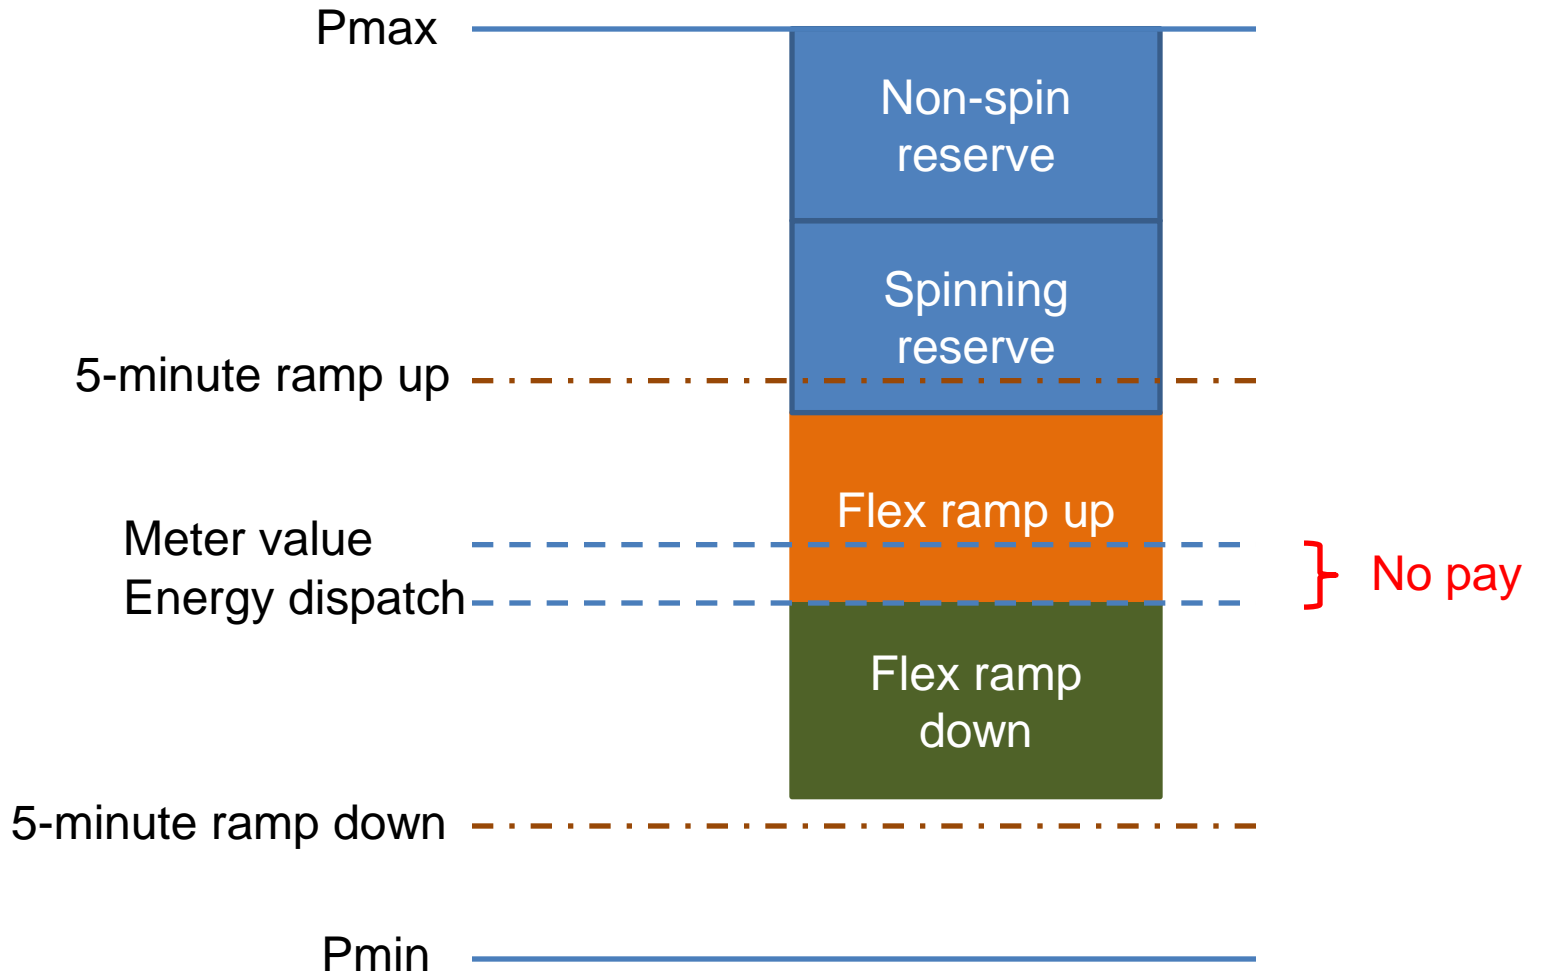 Pmax
Non-spin
reserve
Spinning
reserve
5-minute ramp up
Flex ramp up
Meter value
No pay
Energy dispatch
Flex ramp
down
5-minute ramp down
Pmin